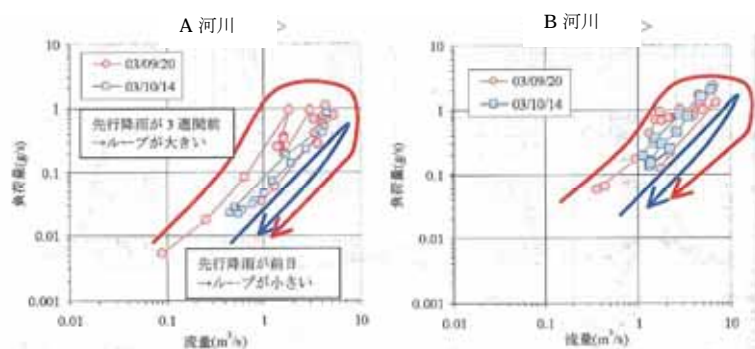 A 河川
10
1
0.1
0.01
0.001
負荷量(g/s)
03/09/20
03/10/14
先行降雨が 3 週間前
→ループが大きい
先行降雨が前日
→ループが小さい
0.01
0.1
1
10
流量(m³/s)
B 河川
10
1
0.1
0.01
0.001
負荷量(g/s)
03/09/20
03/10/14
0.01
0.1
1
10
流量(m³/s)